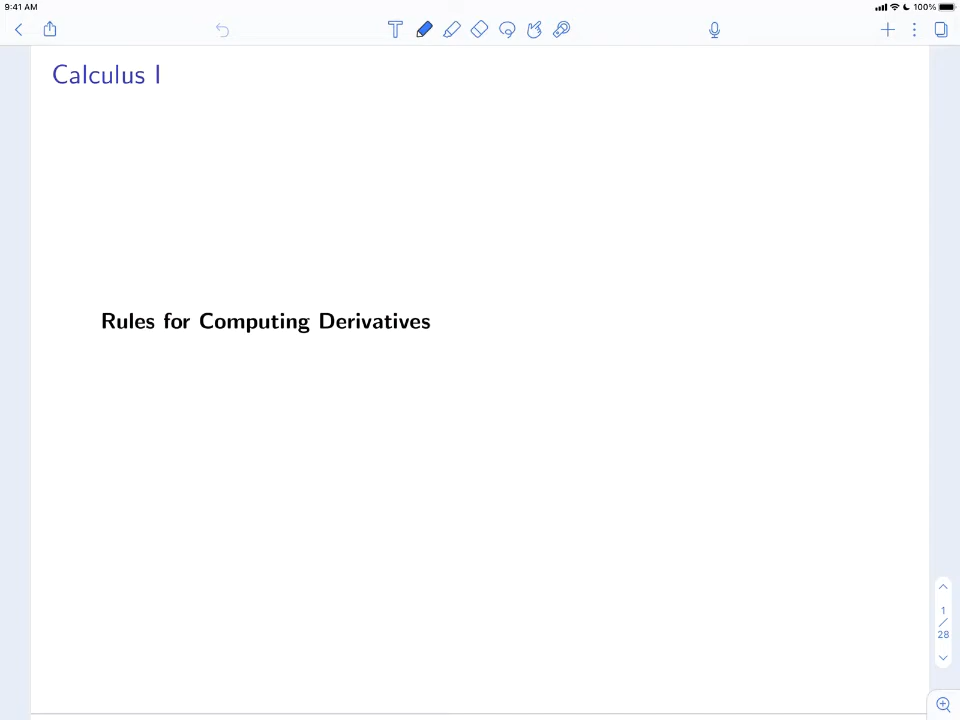 9:41 AM
100%
Calculus I
Rules for Computing Derivatives
1
/
28